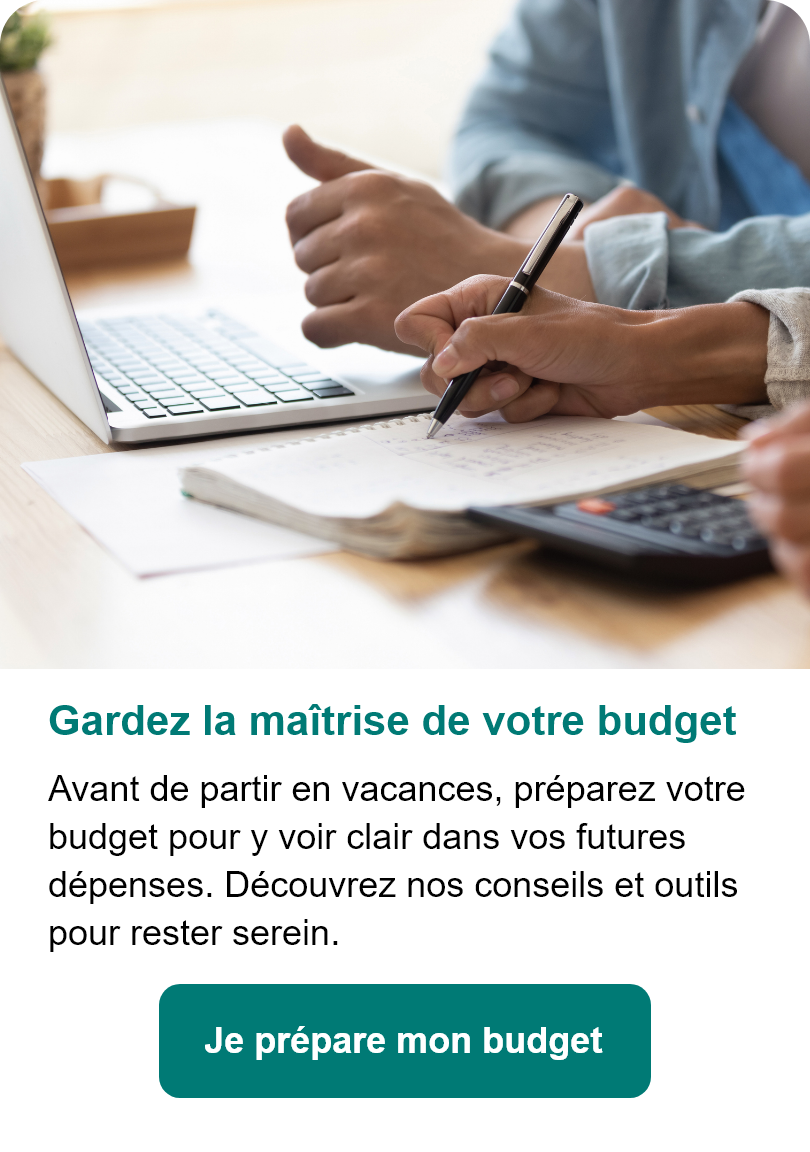 Gardez la maîtrise de votre budget
Avant de partir en vacances, préparez votre
budget pour y voir clair dans vos futures
dépenses. Découvrez nos conseils et outils
pour rester serein.
Je prépare mon budget